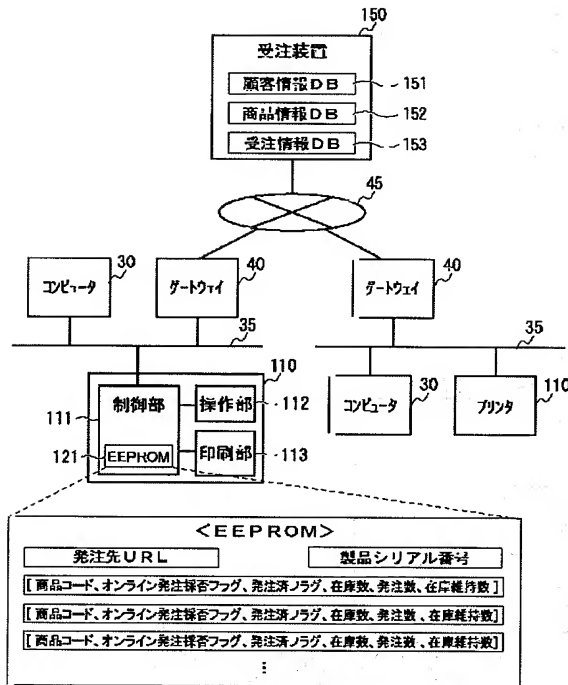 150
受注装置
顧客情報DB 151
商品情報DB 152
受注情報DB 153
45
30 40 40
コンピュータ ゲートウェイ ゲートウェイ
35 35
110
制御部 操作部 112
111
121 EEPROM 印刷部 113
30 110
コンピュータ プリンタ
<EEPROM>
発注先URL 製品シリアル番号
[商品コード、オンライン発注採否フラグ、発注済フラグ、在庫数、発注数、在庫維持数]
[商品コード、オンライン発注採否フラグ、発注済フラグ、在庫数、発注数、在庫維持数]
[商品コード、オンライン発注採否フラグ、発注済フラグ、在庫数、発注数、在庫維持数]
⋮